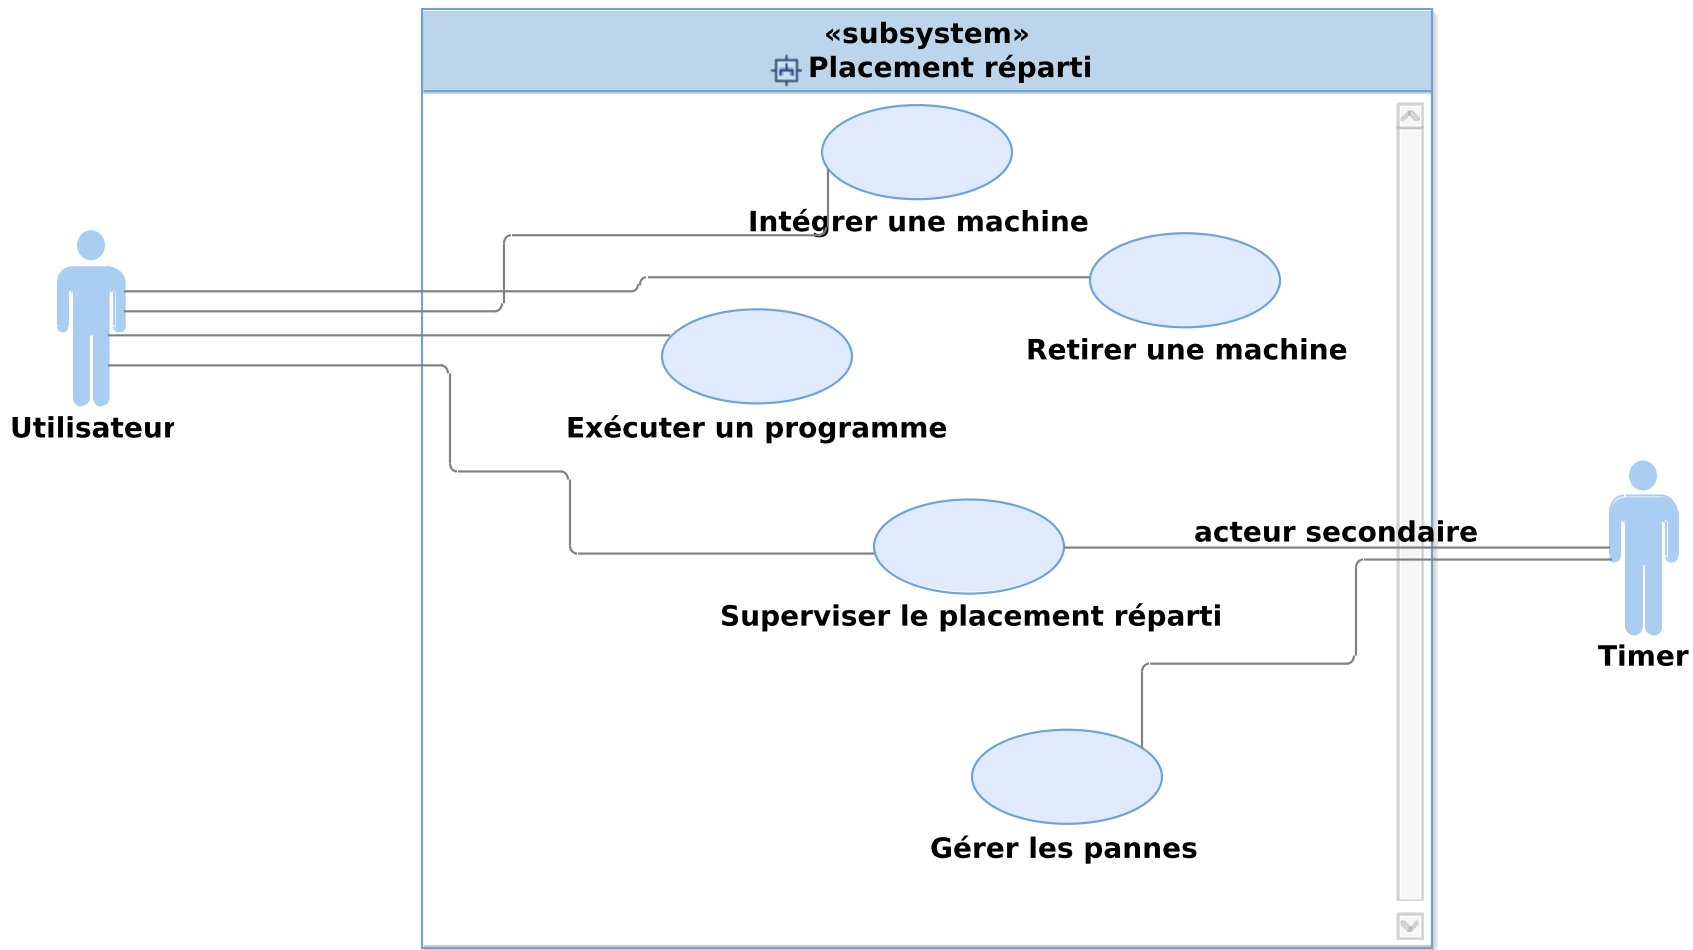 «subsystem»
Placement réparti
Intégrer une machine
Retirer une machine
Utilisateur
Exécuter un programme
acteur secondaire
Superviser le placement réparti
Timer
Gérer les pannes